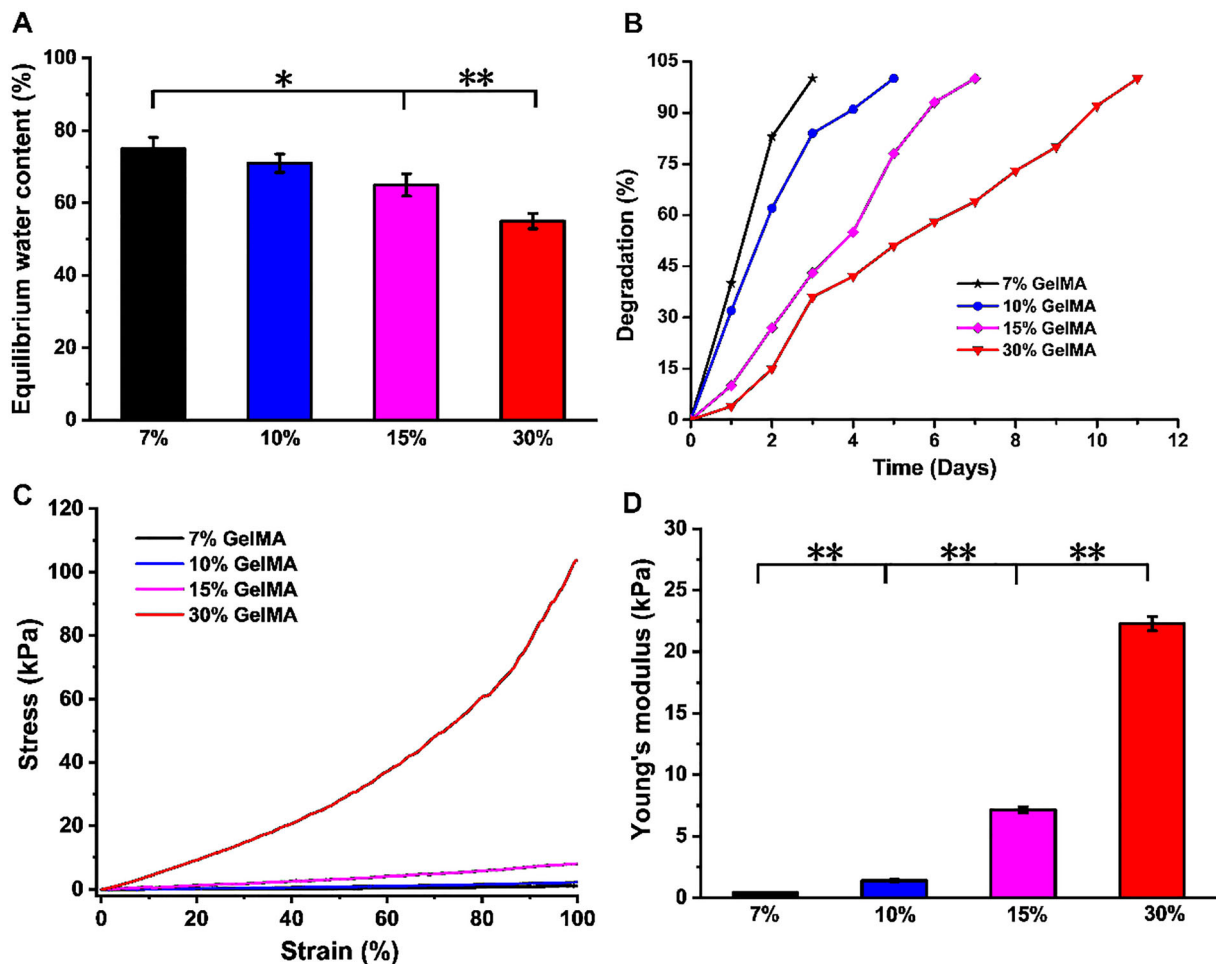 A
Equilibrium water content (%)
100
80
60
40
20
0
* **
7% 10% 15% 30%
B
Degradation (%)
105
90
75
60
45
30
15
0
7% GelMA
10% GelMA
15% GelMA
30% GelMA
0 2 4 6 8 10 12
Time (Days)
C
Stress (kPa)
120
100
80
60
40
20
0
7% GelMA
10% GelMA
15% GelMA
30% GelMA
0 20 40 60 80 100
Strain (%)
D
Young's modulus (kPa)
30
25
20
15
10
5
0
** ** **
7% 10% 15% 30%